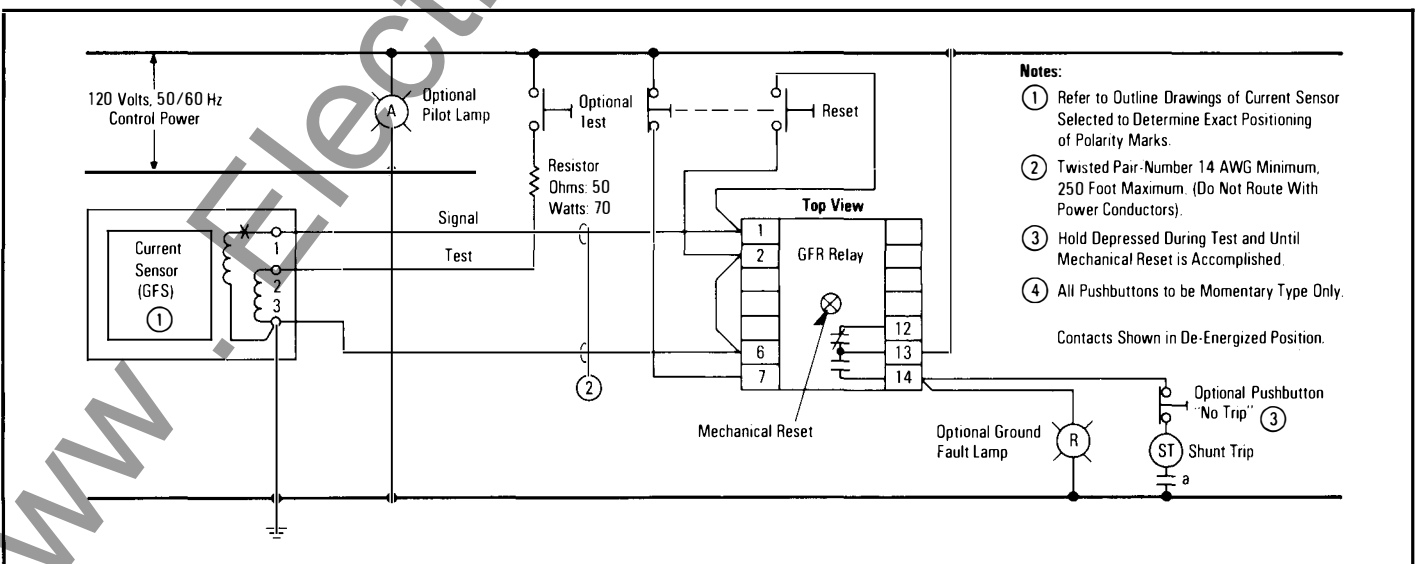 www.Elect
120 Volts, 50/60 Hz
Control Power
A
Optional
Pilot Lamp
Optional
Test
Reset
Resistor
Ohms: 50
Watts: 70
Signal
Test
Current
Sensor
(GFS)
1
1
2
3
2
Top View
GFR Relay
1
2
6
7
12
13
14
Mechanical Reset
Optional Ground
Fault Lamp
R
Optional Pushbutton
"No Trip" 3
ST Shunt Trip
a
Notes:
1 Refer to Outline Drawings of Current Sensor
Selected to Determine Exact Positioning
of Polarity Marks.
2 Twisted Pair-Number 14 AWG Minimum,
250 Foot Maximum. (Do Not Route With
Power Conductors).
3 Hold Depressed During Test and Until
Mechanical Reset is Accomplished.
4 All Pushbuttons to be Momentary Type Only.
Contacts Shown in De-Energized Position.